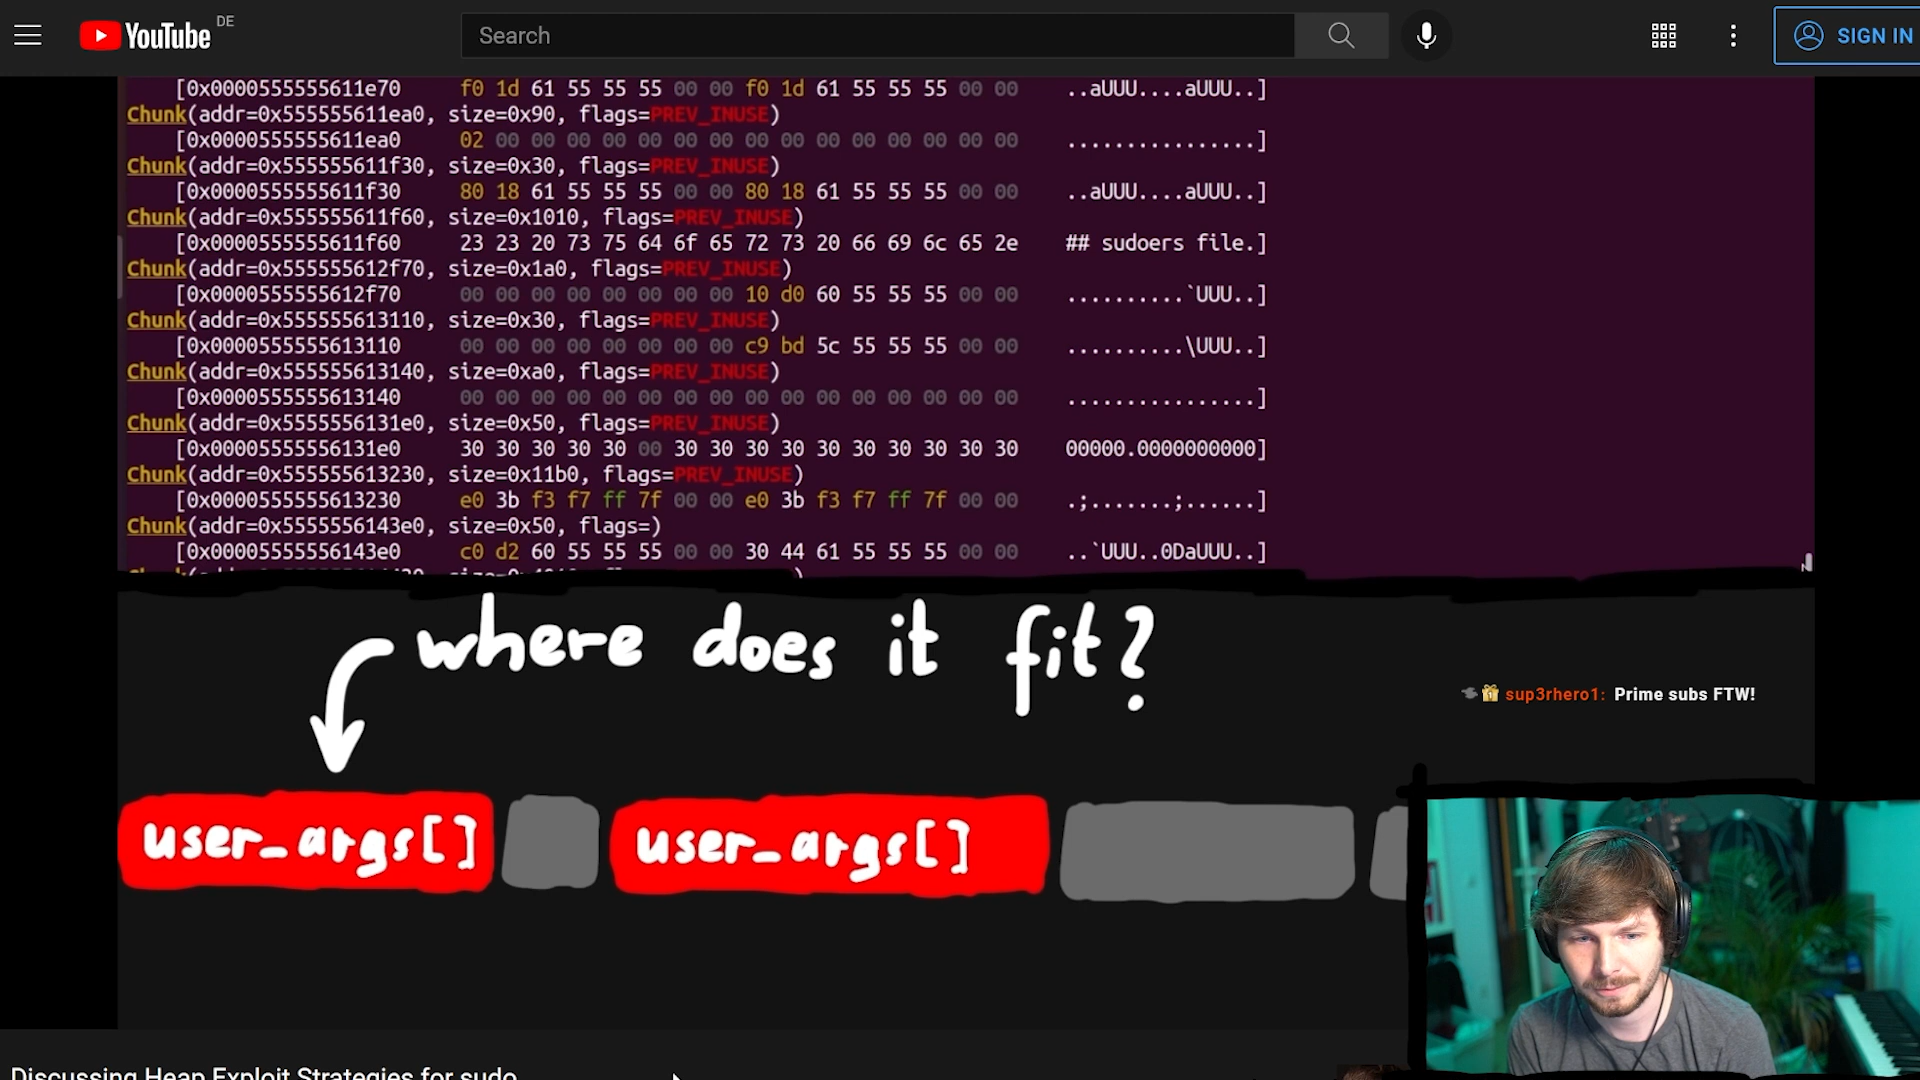 YouTube DE
Search
SIGN IN
[0x0000555555611e70 f0 1d 61 55 55 55 00 00 f0 1d 61 55 55 55 00 00 ..aUUU....aUUU..]
Chunk(addr=0x555555611ea0, size=0x90, flags=PREV_INUSE)
[0x0000555555611ea0 02 00 00 00 00 00 00 00 00 00 00 00 00 00 00 00 ................]
Chunk(addr=0x555555611f30, size=0x30, flags=PREV_INUSE)
[0x0000555555611f30 80 18 61 55 55 55 00 00 80 18 61 55 55 55 00 00 ..aUUU....aUUU..]
Chunk(addr=0x555555611f60, size=0x1010, flags=PREV_INUSE)
[0x0000555555611f60 23 23 20 73 75 64 6f 65 72 73 20 66 69 6c 65 2e ## sudoers file.]
Chunk(addr=0x555555612f70, size=0x1a0, flags=PREV_INUSE)
[0x0000555555612f70 00 00 00 00 00 00 00 00 10 d0 60 55 55 55 00 00 ..........`UUU..]
Chunk(addr=0x555555613110, size=0x30, flags=PREV_INUSE)
[0x0000555555613110 00 00 00 00 00 00 00 00 c9 bd 5c 55 55 55 00 00 ..........\UUU..]
Chunk(addr=0x555555613140, size=0xa0, flags=PREV_INUSE)
[0x0000555555613140 00 00 00 00 00 00 00 00 00 00 00 00 00 00 00 00 ................]
Chunk(addr=0x5555556131e0, size=0x50, flags=PREV_INUSE)
[0x00005555556131e0 30 30 30 30 30 00 30 30 30 30 30 30 30 30 30 30 00000.0000000000]
Chunk(addr=0x555555613230, size=0x11b0, flags=PREV_INUSE)
[0x0000555555613230 e0 3b f3 f7 ff 7f 00 00 e0 3b f3 f7 ff 7f 00 00 .;.......;......]
Chunk(addr=0x5555556143e0, size=0x50, flags=)
[0x00005555556143e0 c0 d2 60 55 55 55 00 00 30 44 61 55 55 55 00 00 ..`UUU..0DaUUU..]
where does it fit?
sup3rhero1: Prime subs FTW!
user_args[] user_args[]
Discussing Heap Exploit Strategies for sudo